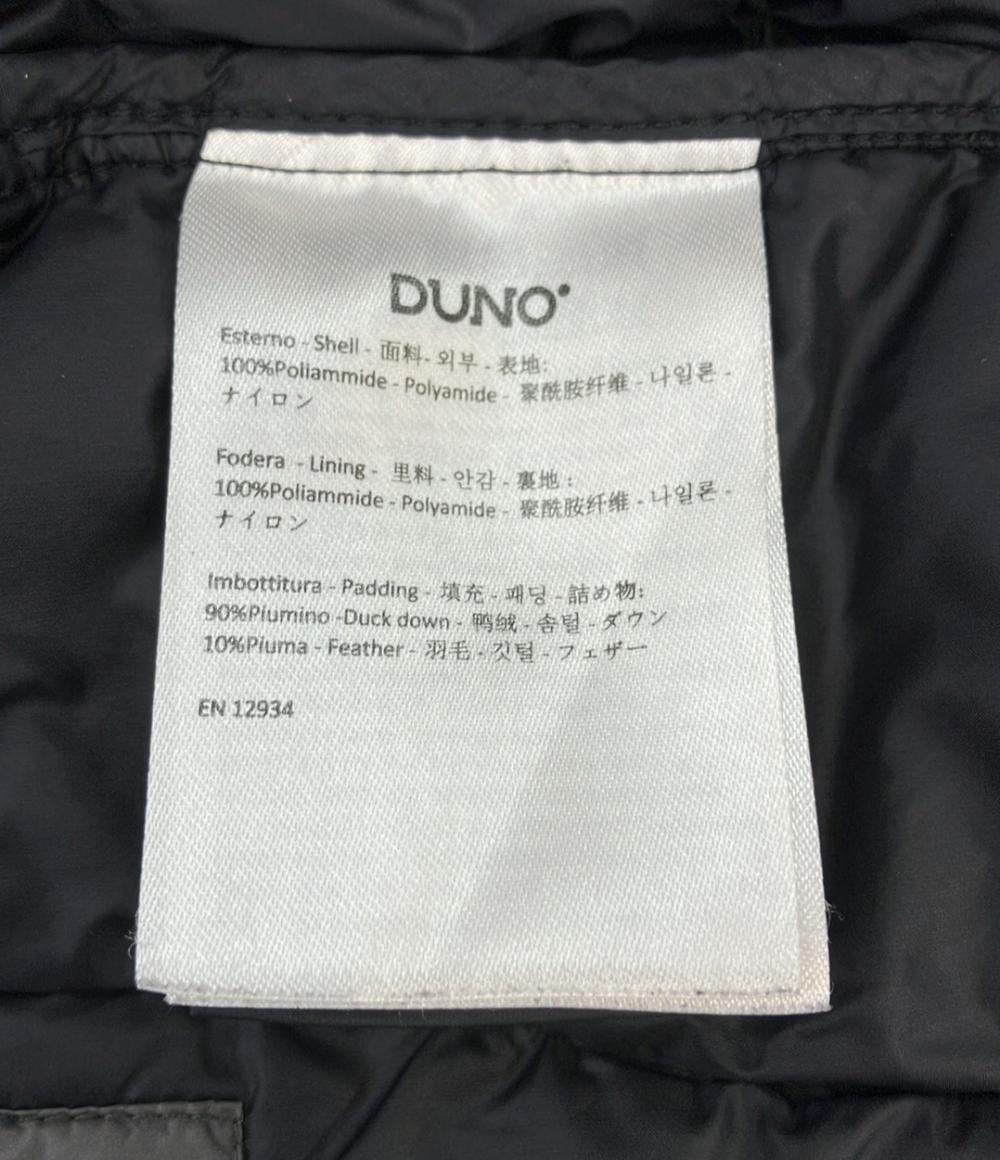 DUNO
Esterno - Shell - 面料 - 외부 - 表地:
100%Poliammide - Polyamide - 聚酰胺纤维 - 나일론 -
ナイロン
Fodera - Lining - 里料 - 안감 - 裏地 :
100%Poliammide - Polyamide - 聚酰胺纤维 - 나일론 -
ナイロン
Imbottitura - Padding - 填充 - 패딩 - 詰め物:
90%Piumino -Duck down - 鸭绒 - 솜털 - ダウン
10%Piuma - Feather - 羽毛 - 깃털 - フェザー
EN 12934